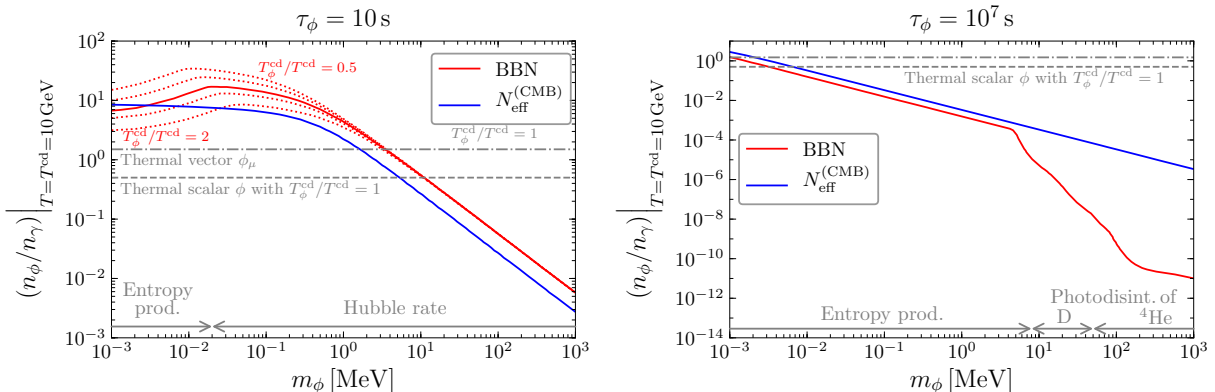 τ_ϕ = 10 s
(n_ϕ/n_γ)|_{T=T^{cd}=10 GeV}
10^2
10^1
10^0
10^{-1}
10^{-2}
10^{-3}
T_ϕ^{cd}/T^{cd} = 0.5
BBN
N_{eff}^{(CMB)}
T_ϕ^{cd}/T^{cd} = 2
T_ϕ^{cd}/T^{cd} = 1
Thermal vector ϕ_μ
Thermal scalar ϕ with T_ϕ^{cd}/T^{cd} = 1
Entropy
prod.
Hubble rate
10^{-3} 10^{-2} 10^{-1} 10^0 10^1 10^2 10^3
m_ϕ [MeV]
τ_ϕ = 10^7 s
(n_ϕ/n_γ)|_{T=T^{cd}=10 GeV}
10^0
10^{-2}
10^{-4}
10^{-6}
10^{-8}
10^{-10}
10^{-12}
10^{-14}
Thermal scalar ϕ with T_ϕ^{cd}/T^{cd} = 1
BBN
N_{eff}^{(CMB)}
Entropy prod.
Photodisint. of
D
^4He
10^{-3} 10^{-2} 10^{-1} 10^0 10^1 10^2 10^3
m_ϕ [MeV]